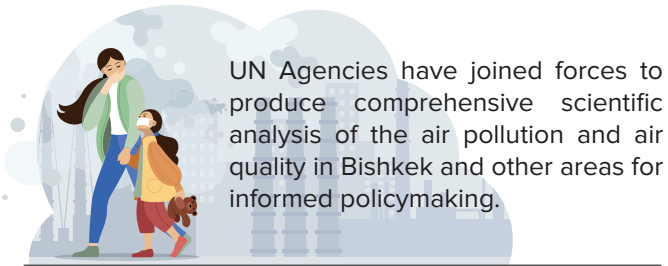 UN Agencies have joined forces to
produce comprehensive scientific
analysis of the air pollution and air
quality in Bishkek and other areas for
informed policymaking.